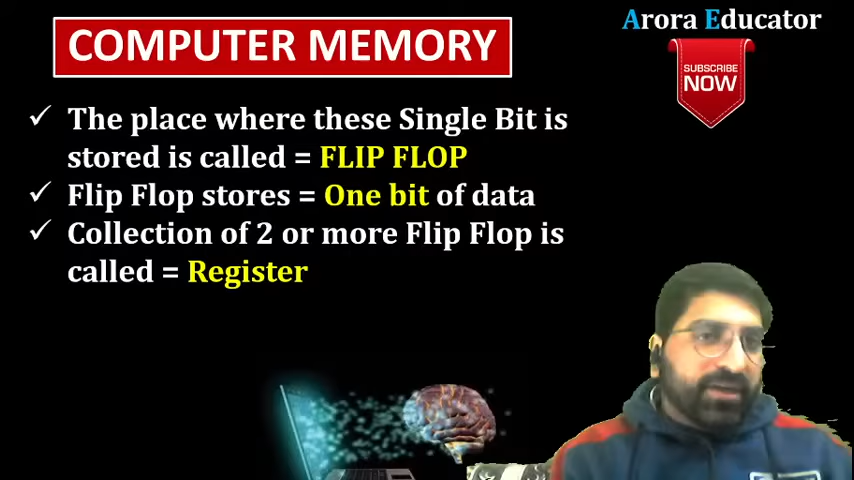 COMPUTER MEMORY
Arora Educator
SUBSCRIBE
NOW
✓ The place where these Single Bit is
stored is called = FLIP FLOP
✓ Flip Flop stores = One bit of data
✓ Collection of 2 or more Flip Flop is
called = Register